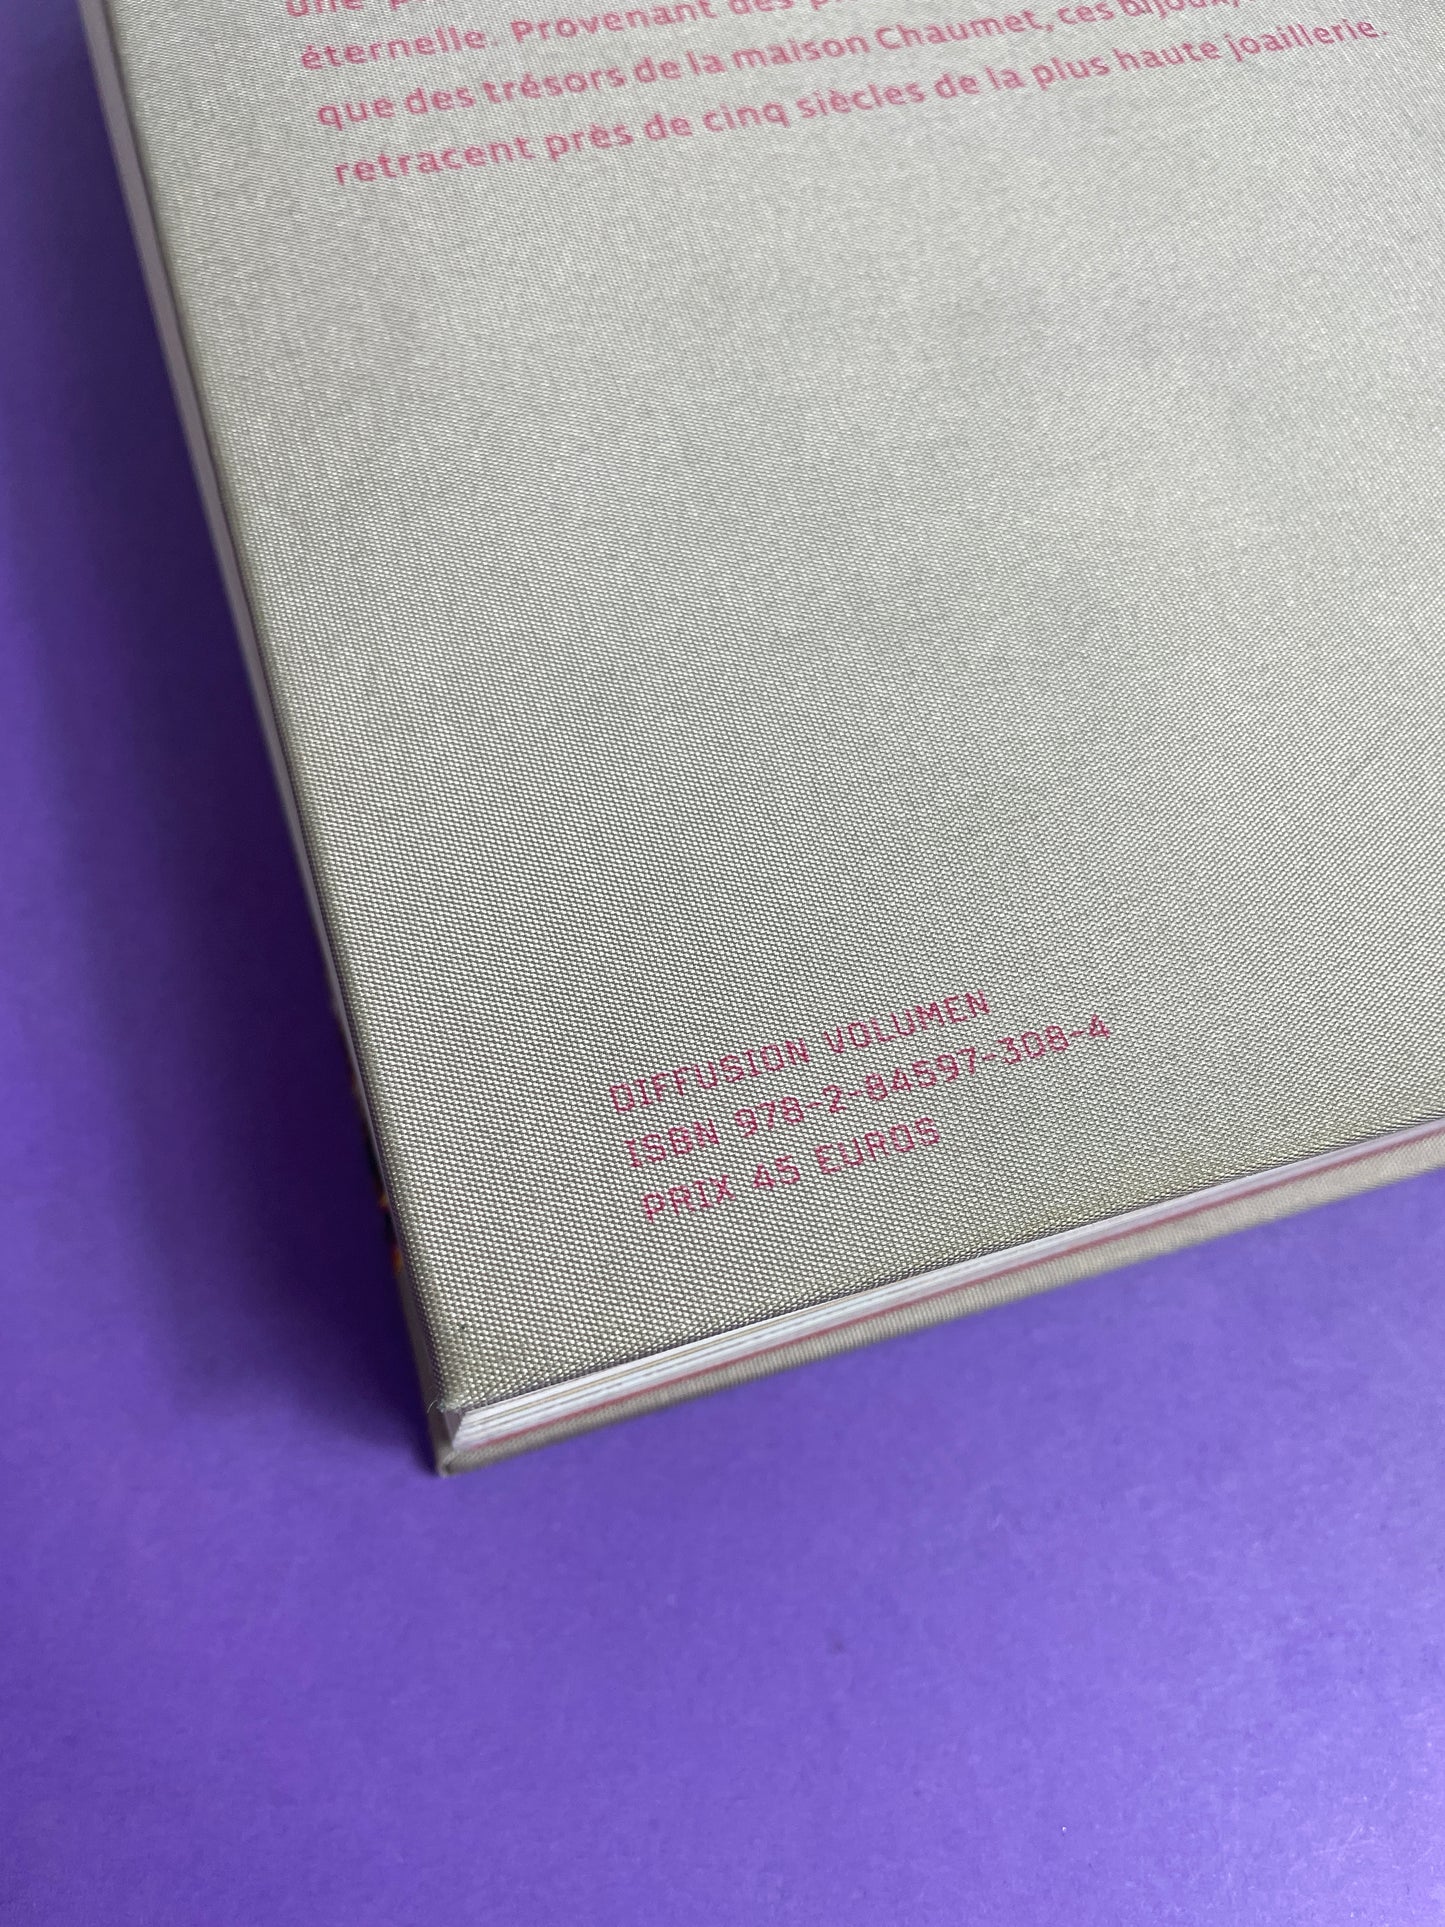 une
éternelle. Provenant des
que des trésors de la maison Chaumet, ces bijoux,
retracent près de cinq siècles de la plus haute joaillerie.
DIFFUSION VOLUMEN
ISBN 978-2-84597-308-4
PRIX 45 EUROS